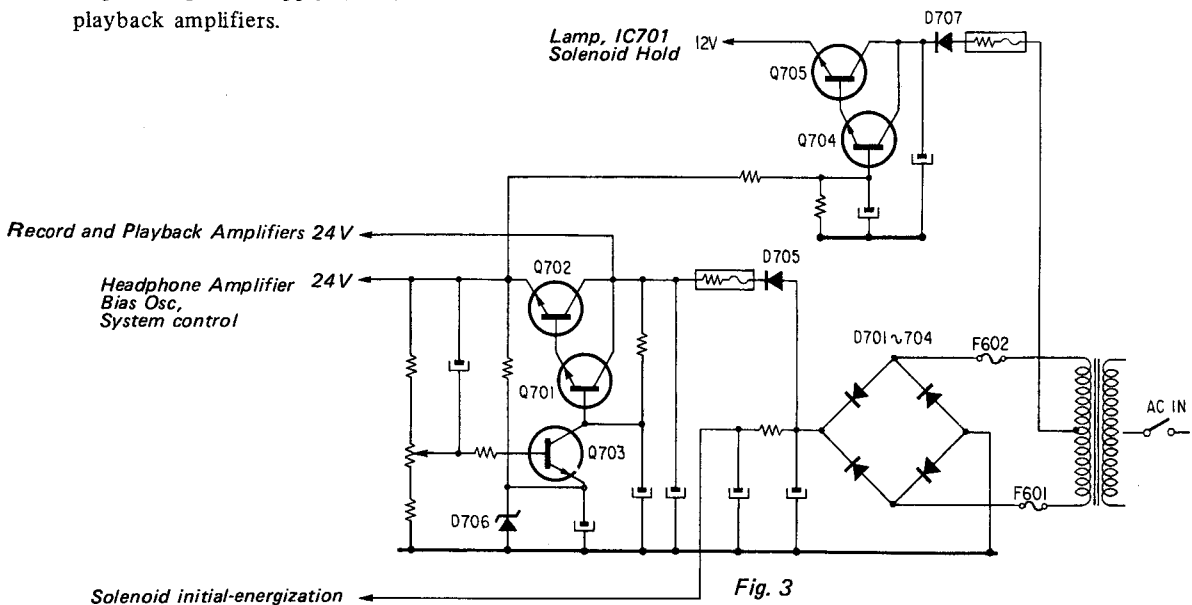 playback amplifiers.
Lamp, IC701
Solenoid Hold
12V
D707
Q705
Q704
Record and Playback Amplifiers 24V
D705
Headphone Amplifier
Bias Osc,
System control
24V
Q702
D701~704
F602
Q701
AC IN
Q703
F601
D706
Fig. 3
Solenoid initial-energization